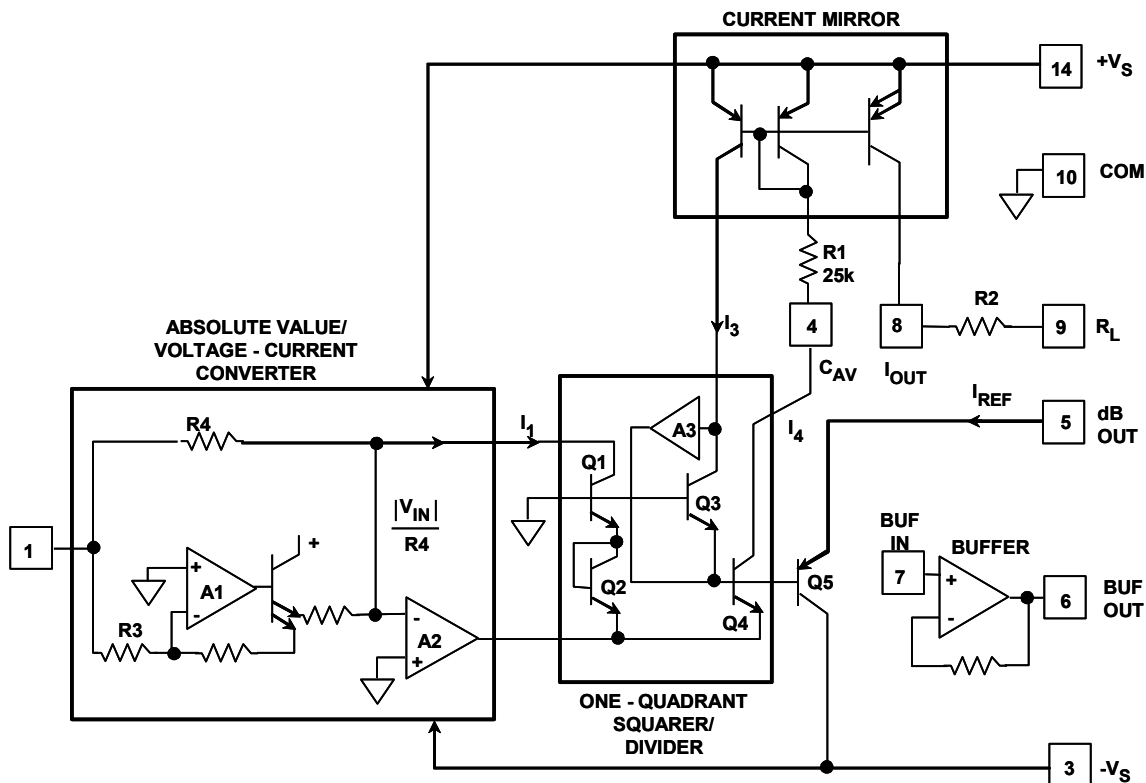 CURRENT MIRROR
14
+VS
10
COM
R1
25k
R2
4
8
9
RL
I3
CAV
IOUT
IREF
5
dB
OUT
ABSOLUTE VALUE/
VOLTAGE - CURRENT
CONVERTER
R4
I1
A3
I4
Q1
Q3
|VIN|
R4
1
+
+
A1
-
R3
-
A2
+
Q2
Q4
Q5
BUF
IN
7
BUFFER
+
-
6
BUF
OUT
ONE - QUADRANT
SQUARER/
DIVIDER
3
-VS